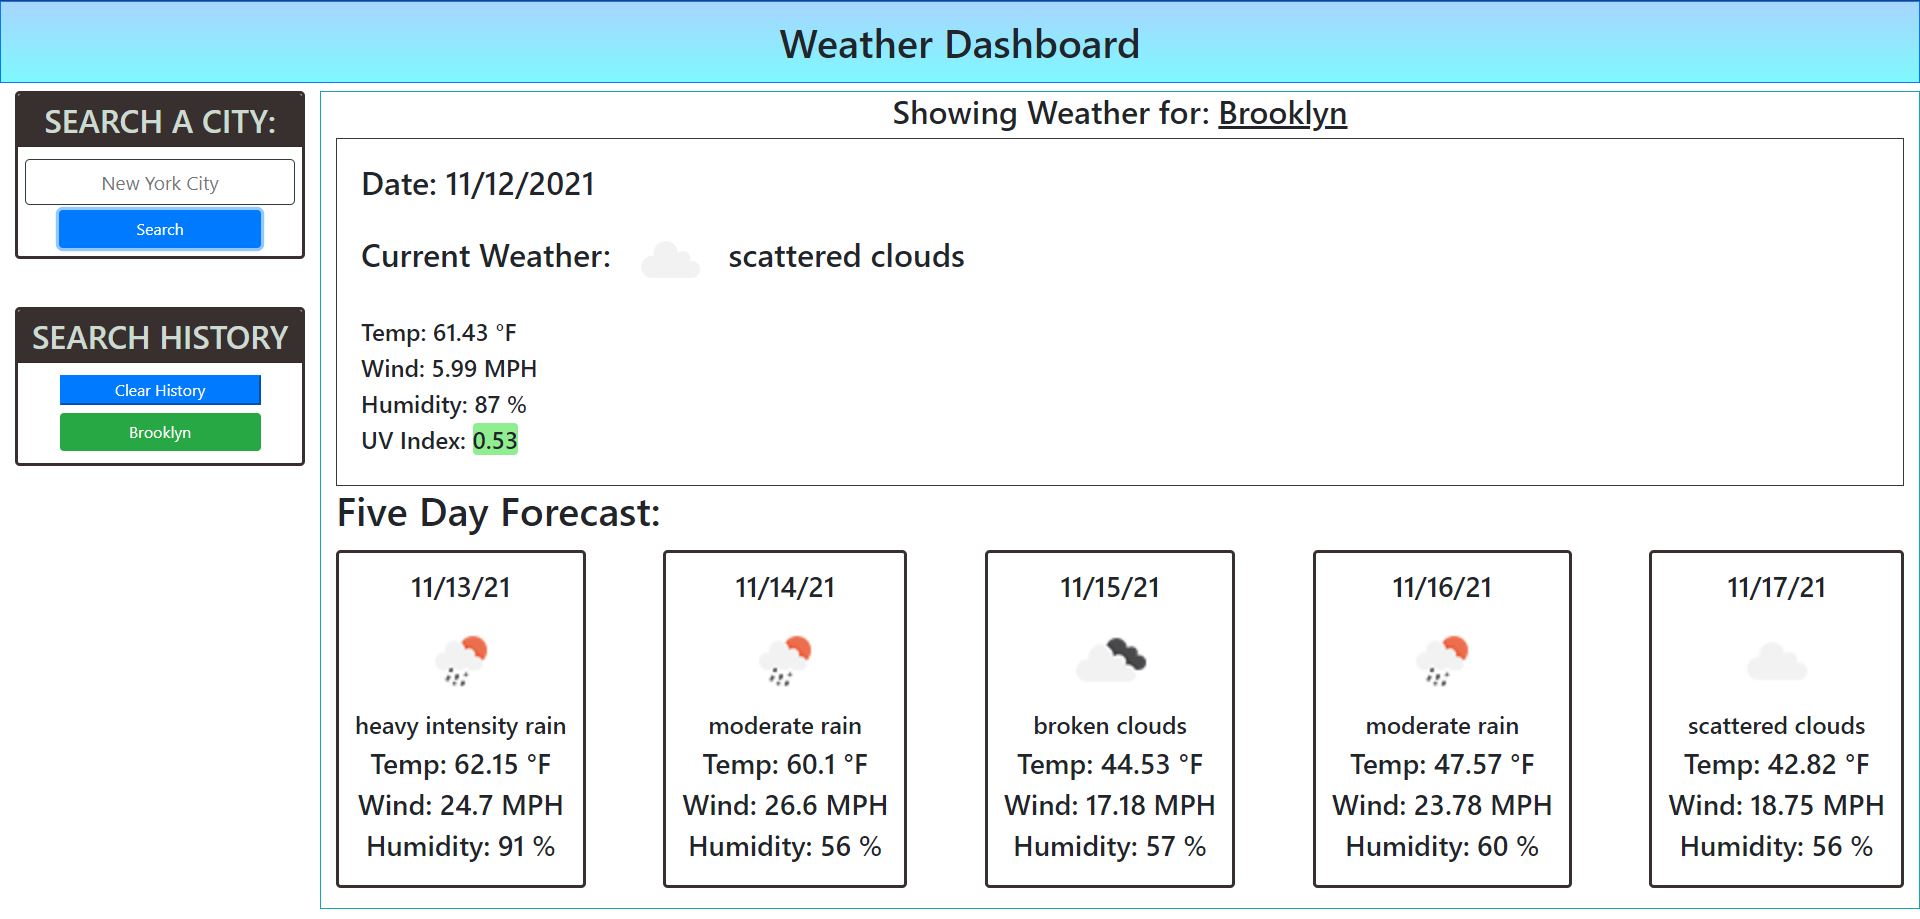 Weather Dashboard
SEARCH A CITY:
New York City
Search
SEARCH HISTORY
Clear History
Brooklyn
Showing Weather for: Brooklyn
Date: 11/12/2021
Current Weather: scattered clouds
Temp: 61.43 °F
Wind: 5.99 MPH
Humidity: 87 %
UV Index: 0.53
Five Day Forecast:
11/13/21
heavy intensity rain
Temp: 62.15 °F
Wind: 24.7 MPH
Humidity: 91 %
11/14/21
moderate rain
Temp: 60.1 °F
Wind: 26.6 MPH
Humidity: 56 %
11/15/21
broken clouds
Temp: 44.53 °F
Wind: 17.18 MPH
Humidity: 57 %
11/16/21
moderate rain
Temp: 47.57 °F
Wind: 23.78 MPH
Humidity: 60 %
11/17/21
scattered clouds
Temp: 42.82 °F
Wind: 18.75 MPH
Humidity: 56 %